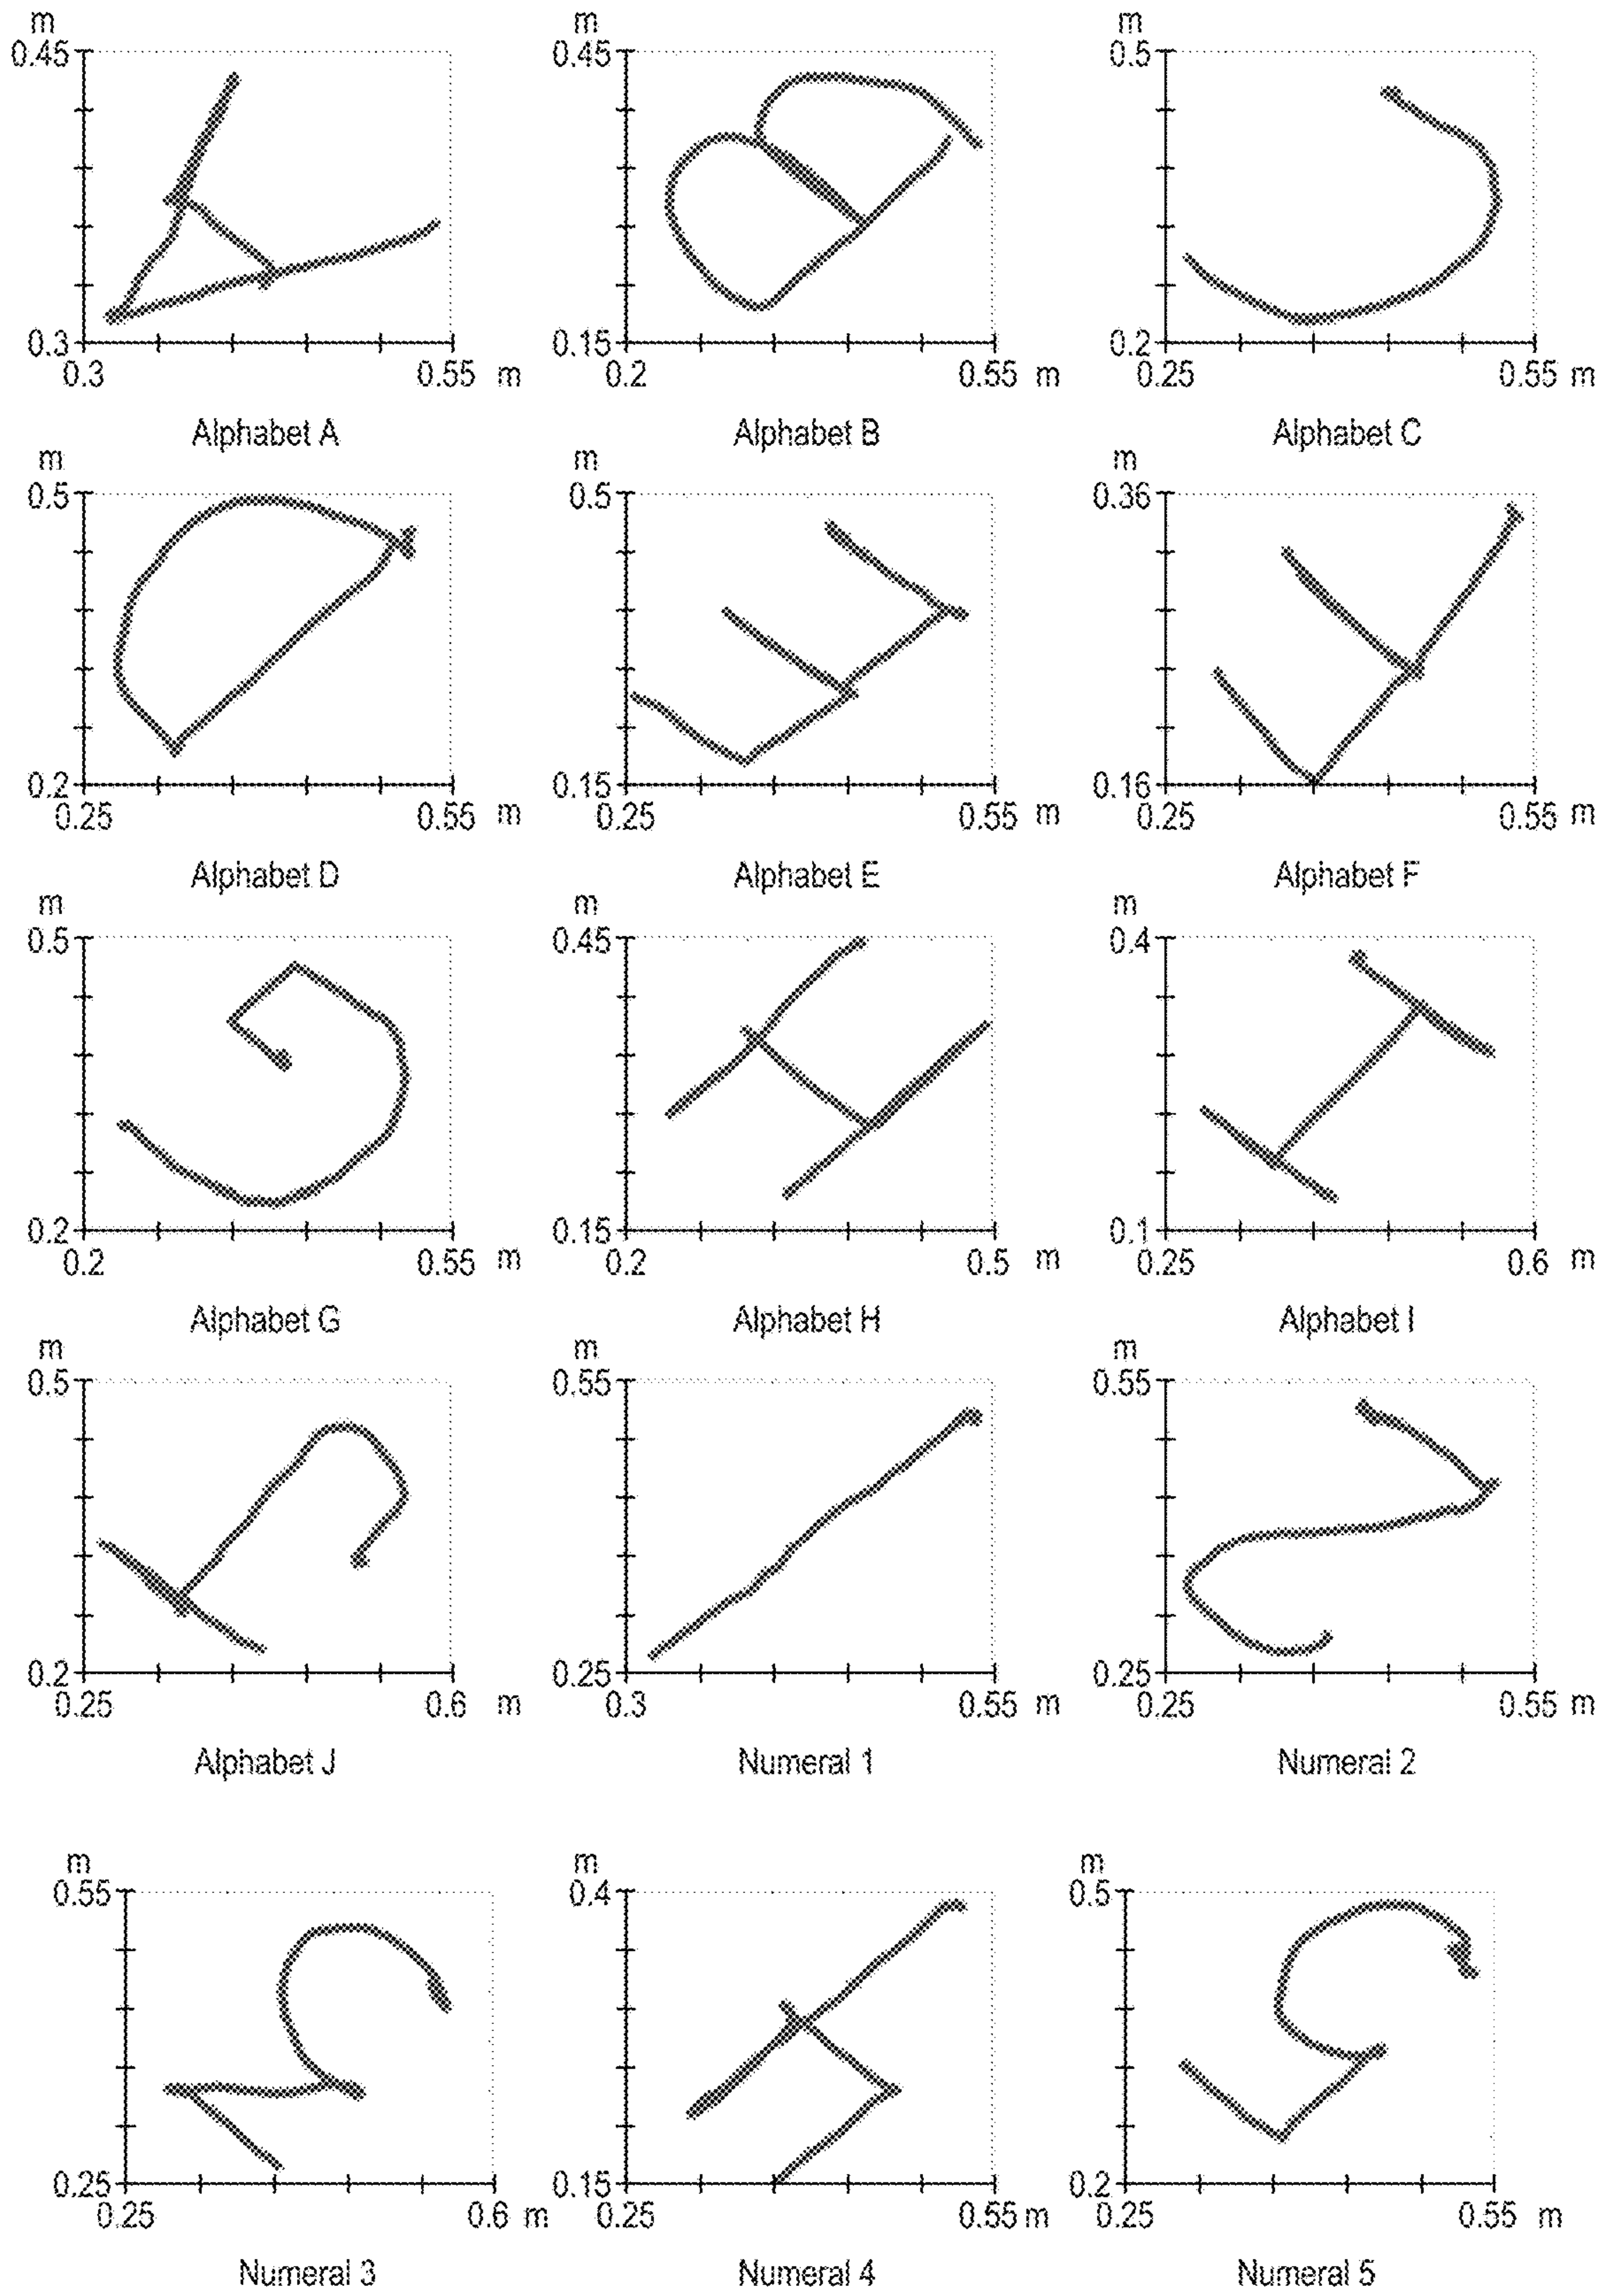 m m m
0.45 0.45 0.5
0.3 0.15 0.2
0.3 0.55 m 0.2 0.55 m 0.25 0.55 m
Alphabet A Alphabet B Alphabet C
m m m
0.5 0.5 0.36
0.2 0.15 0.16
0.25 0.55 m 0.25 0.55 m 0.25 0.55 m
Alphabet D Alphabet E Alphabet F
m m m
0.5 0.45 0.4
0.2 0.15 0.1
0.2 0.55 m 0.2 0.5 m 0.25 0.6 m
Alphabet G Alphabet H Alphabet I
m m m
0.5 0.55 0.55
0.2 0.25 0.25
0.25 0.6 m 0.3 0.55 m 0.25 0.55 m
Alphabet J Numeral 1 Numeral 2
m m m
0.55 0.4 0.5
0.25 0.15 0.2
0.25 0.6 m 0.25 0.55 m 0.25 0.55 m
Numeral 3 Numeral 4 Numeral 5